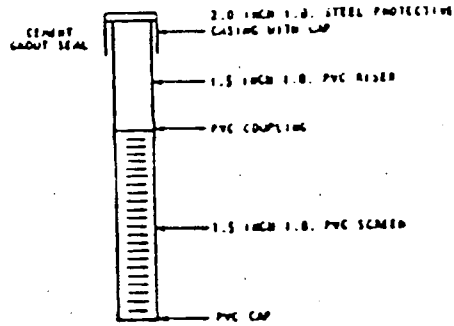 2.0 INCH I.D. STEEL PROTECTIVE
CASING WITH CAP
CEMENT
GROUT SEAL
1.5 INCH I.D. PVC RISER
PVC COUPLING
1.5 INCH I.D. PVC SCREEN
PVC CAP